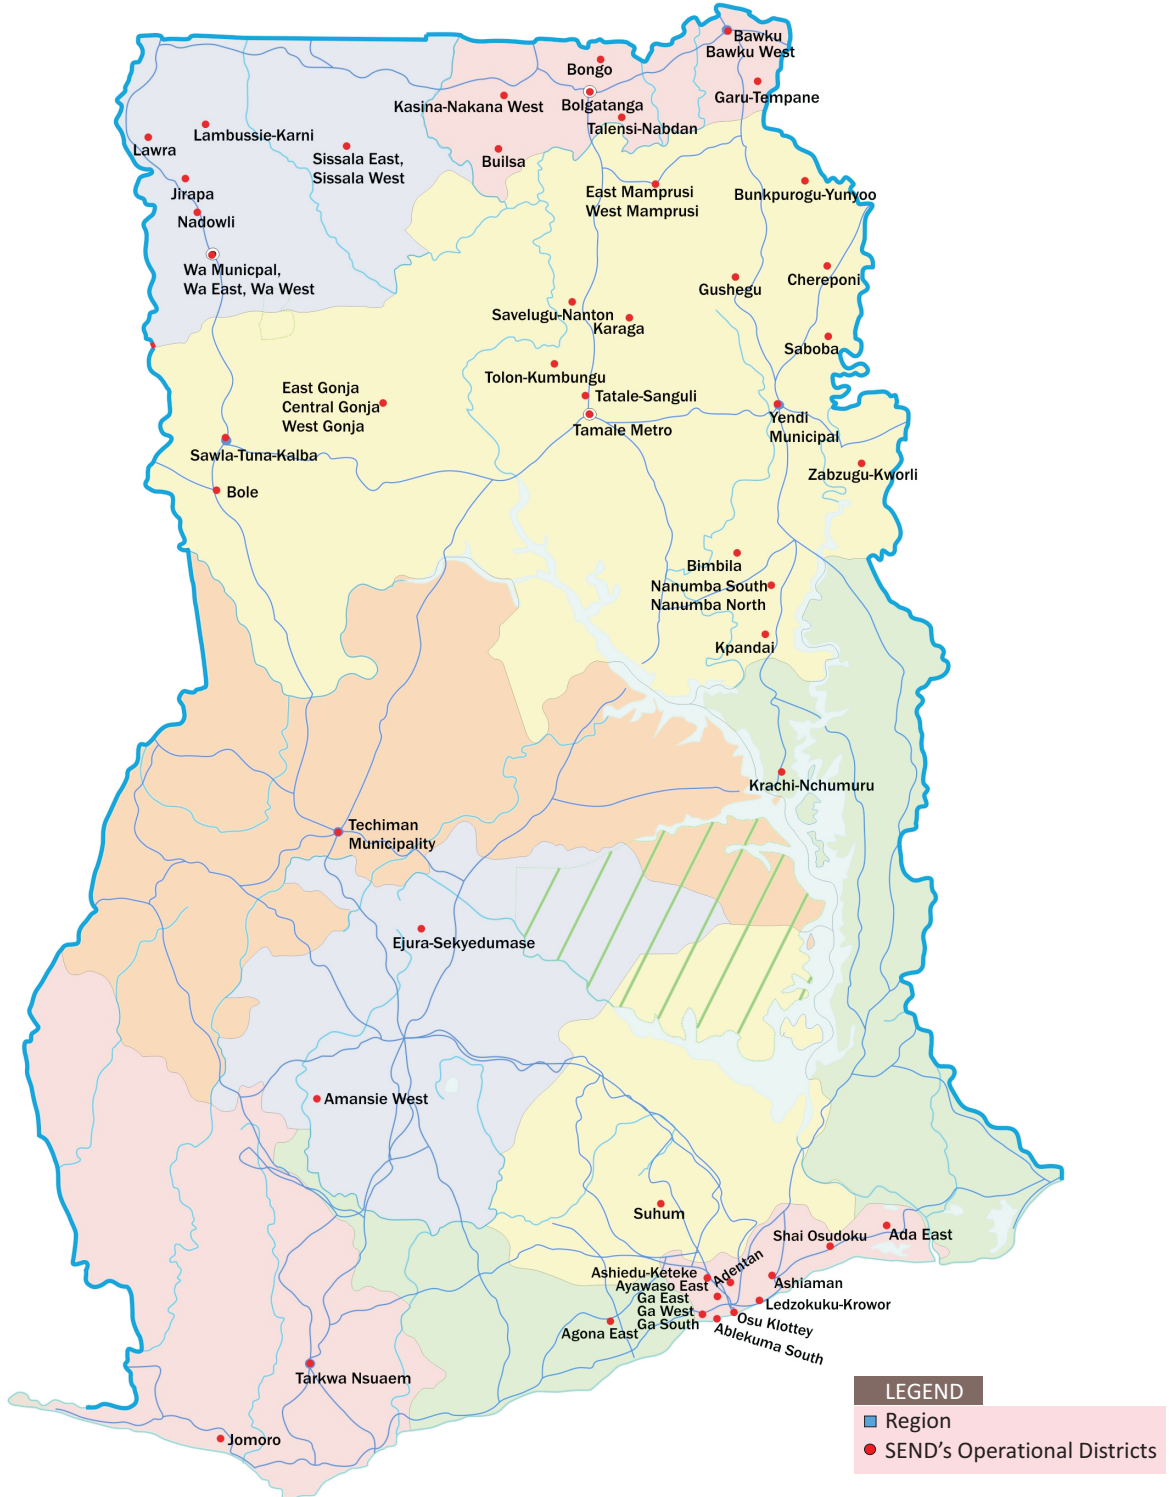 Bawku
Bawku West
Bongo
Garu-Tempane
Kasina-Nakana West
Bolgatanga
Talensi-Nabdan
Lambussie-Karni
Lawra
Sissala East,
Sissala West
Builsa
Jirapa
East Mamprusi
West Mamprusi
Bunkpurogu-Yunyoo
Nadowli
Wa Municpal,
Wa East, Wa West
Gushegu
Chereponi
Savelugu-Nanton
Karaga
Saboba
Tolon-Kumbungu
East Gonja
Central Gonja
West Gonja
Tatale-Sanguli
Tamale Metro
Yendi
Municipal
Sawla-Tuna-Kalba
Zabzugu-Kworli
Bole
Bimbila
Nanumba South
Nanumba North
Kpandai
Krachi-Nchumuru
Techiman
Municipality
Ejura-Sekyedumase
Amansie West
Suhum
Shai Osudoku
Ada East
Ashiedu-Keteke
Adentan
Ayawaso East
Ashiaman
Ga East
Ledzokuku-Krowor
Ga West
Ga South
Osu Klottey
Agona East
Ablekuma South
Tarkwa Nsuaem
Jomoro
LEGEND
Region
SEND’s Operational Districts